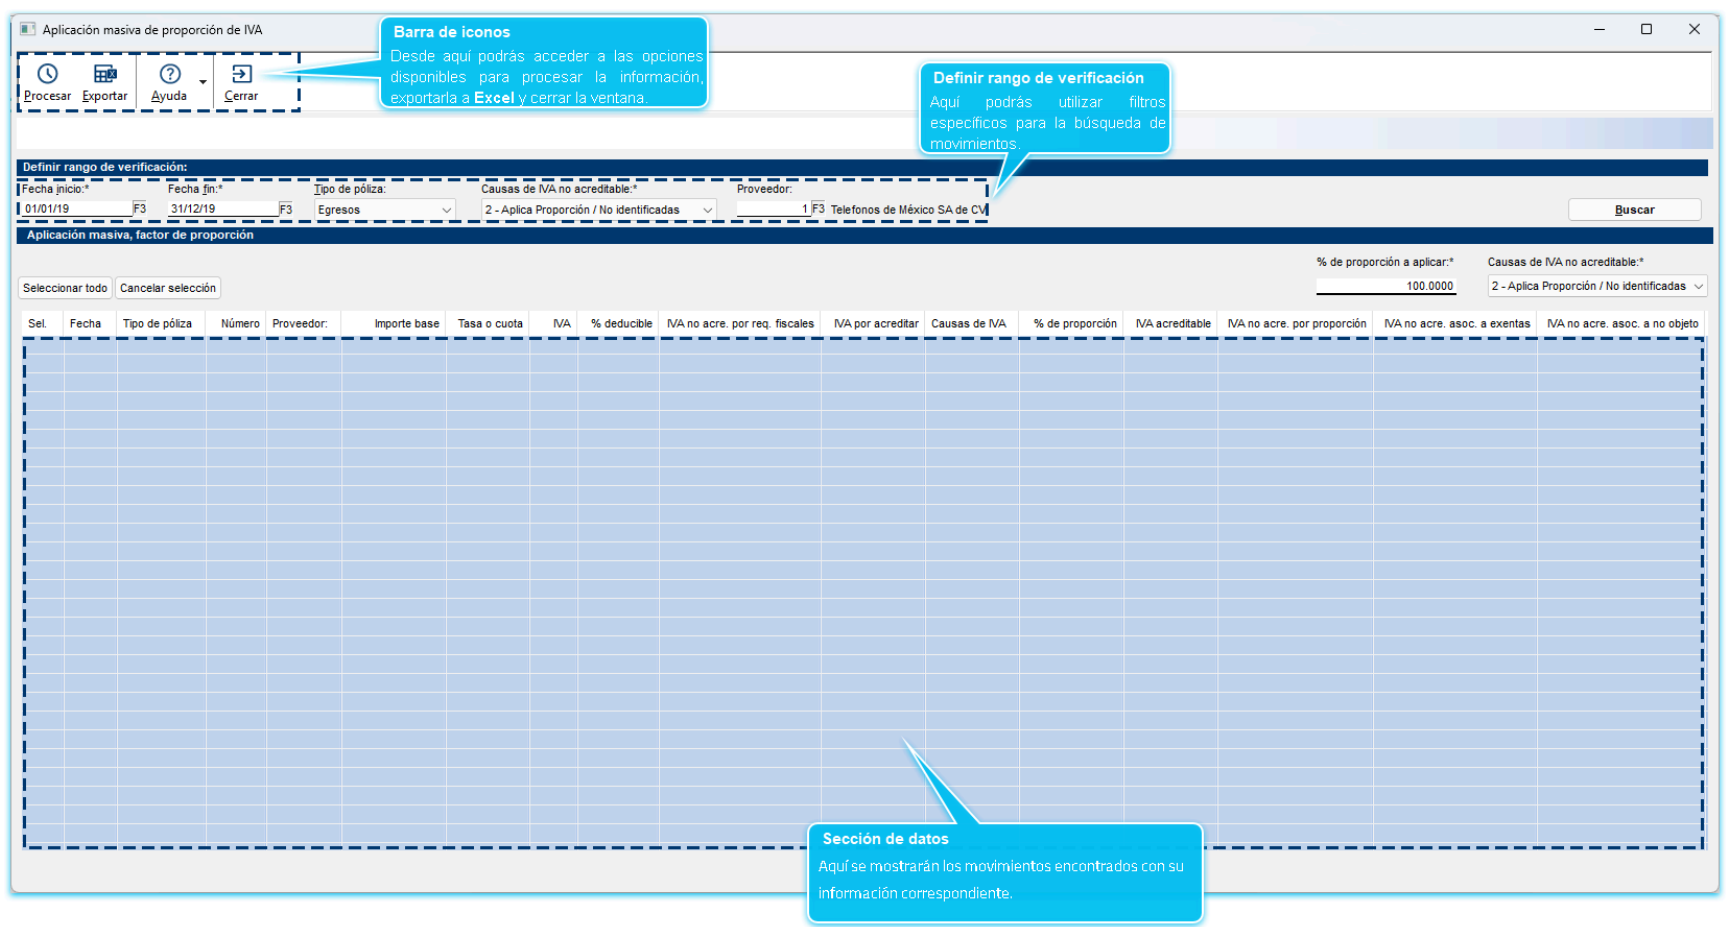 Aplicación masiva de proporción de IVA
Procesar Exportar Ayuda Cerrar
Barra de iconos
Desde aquí podrás acceder a las opciones
disponibles para procesar la información,
exportarla a Excel y cerrar la ventana.
Definir rango de verificación
Aquí podrás utilizar filtros
específicos para la búsqueda de
movimientos.
Definir rango de verificación:
Fecha inicio:* Fecha fin:* Tipo de póliza: Causas de IVA no acreditable:* Proveedor:
01/01/19 F3 31/12/19 F3 Egresos 2 - Aplica Proporción / No identificadas 1 F3 Telefonos de México SA de CV Buscar
Aplicación masiva, factor de proporción
% de proporción a aplicar:* Causas de IVA no acreditable:*
Seleccionar todo Cancelar selección 100.0000 2 - Aplica Proporción / No identificadas
Sel. Fecha Tipo de póliza Número Proveedor: Importe base Tasa o cuota IVA % deducible IVA no acre. por req. fiscales IVA por acreditar Causas de IVA % de proporción IVA acreditable IVA no acre. por proporción IVA no acre. asoc. a exentas IVA no acre. asoc. a no objeto
Sección de datos
Aquí se mostrarán los movimientos encontrados con su
información correspondiente.